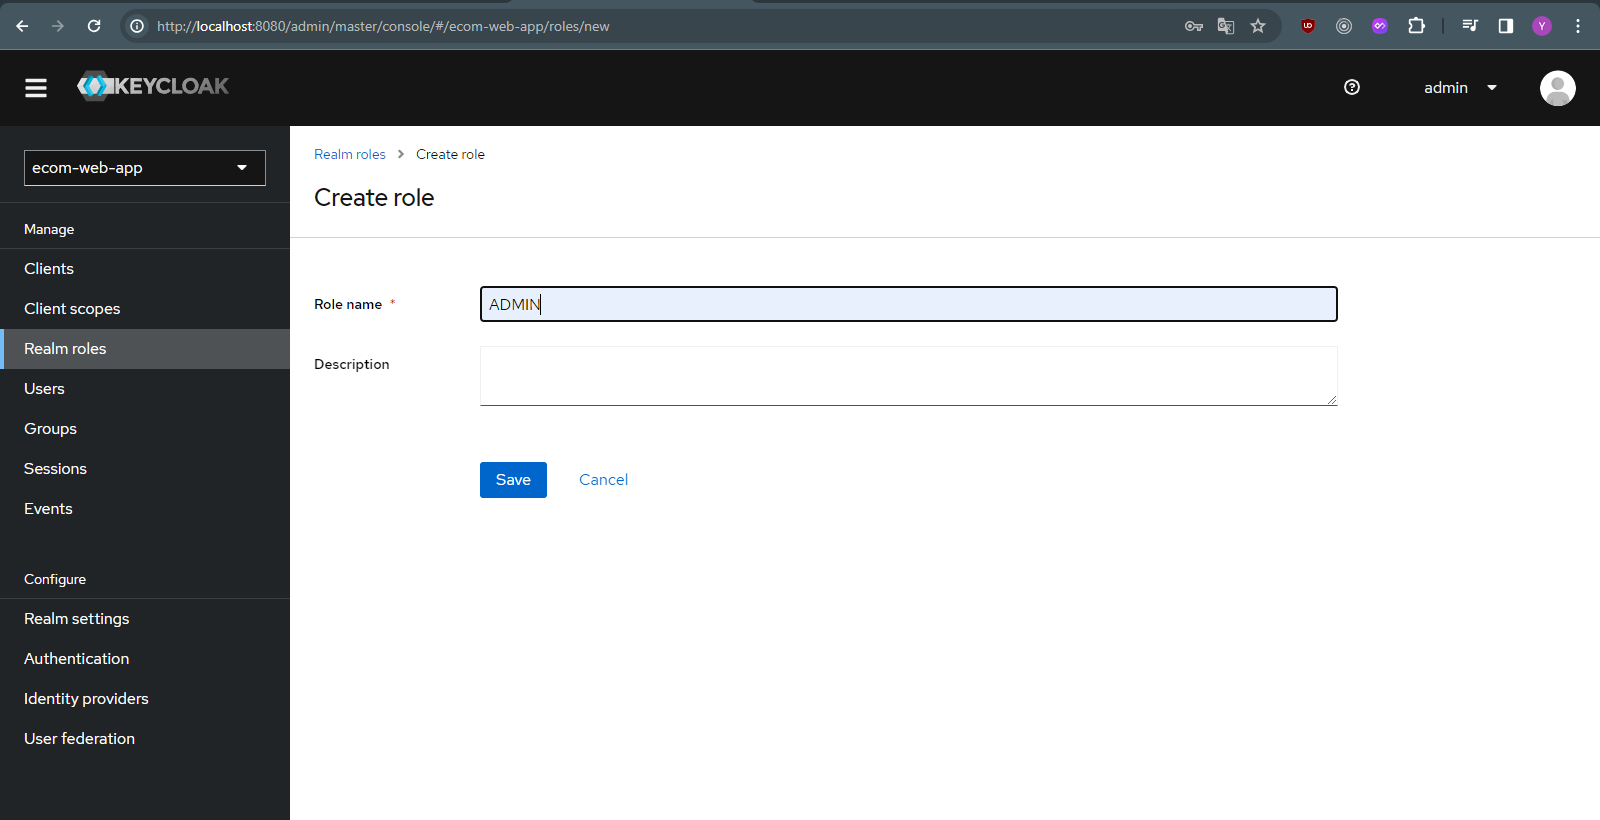 http://localhost:8080/admin/master/console/#/ecom-web-app/roles/new
UD
Y
KEYCLOAK
admin
ecom-web-app
Manage
Clients
Client scopes
Realm roles
Users
Groups
Sessions
Events
Configure
Realm settings
Authentication
Identity providers
User federation
Realm roles > Create role
Create role
Role name *
ADMIN
Description
Save Cancel